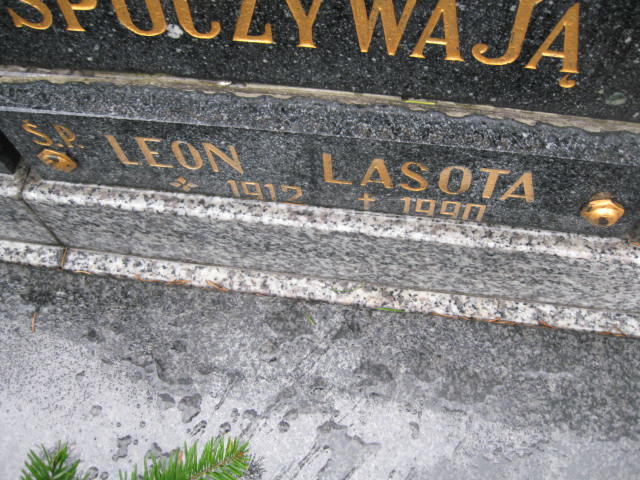 SPOCZYWAJĄ
Ś.P. LEON LASOTA
* 1912 + 1990